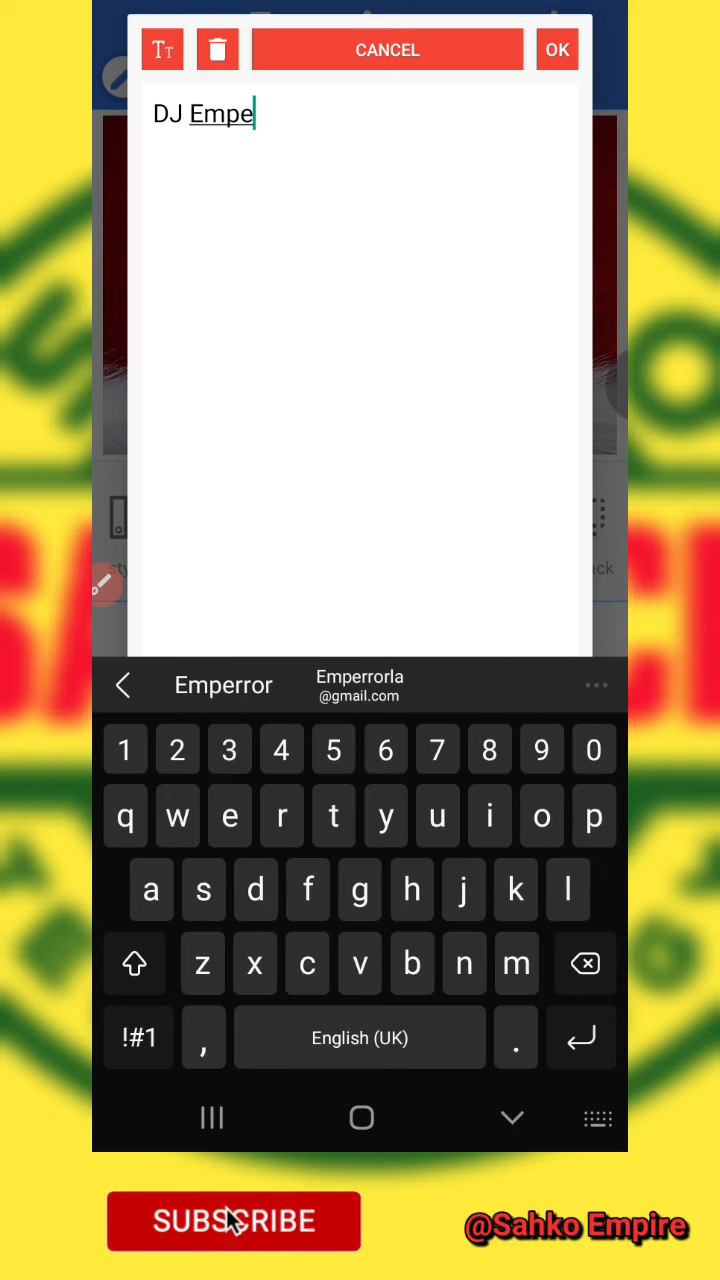 Tт CANCEL OK
DJ Empe
Emperror Emperrorla
@gmail.com
1 2 3 4 5 6 7 8 9 0
q w e r t y u i o p
a s d f g h j k l
z x c v b n m
!#1 , English (UK) .
SUBSCRIBE
@Sahko Empire